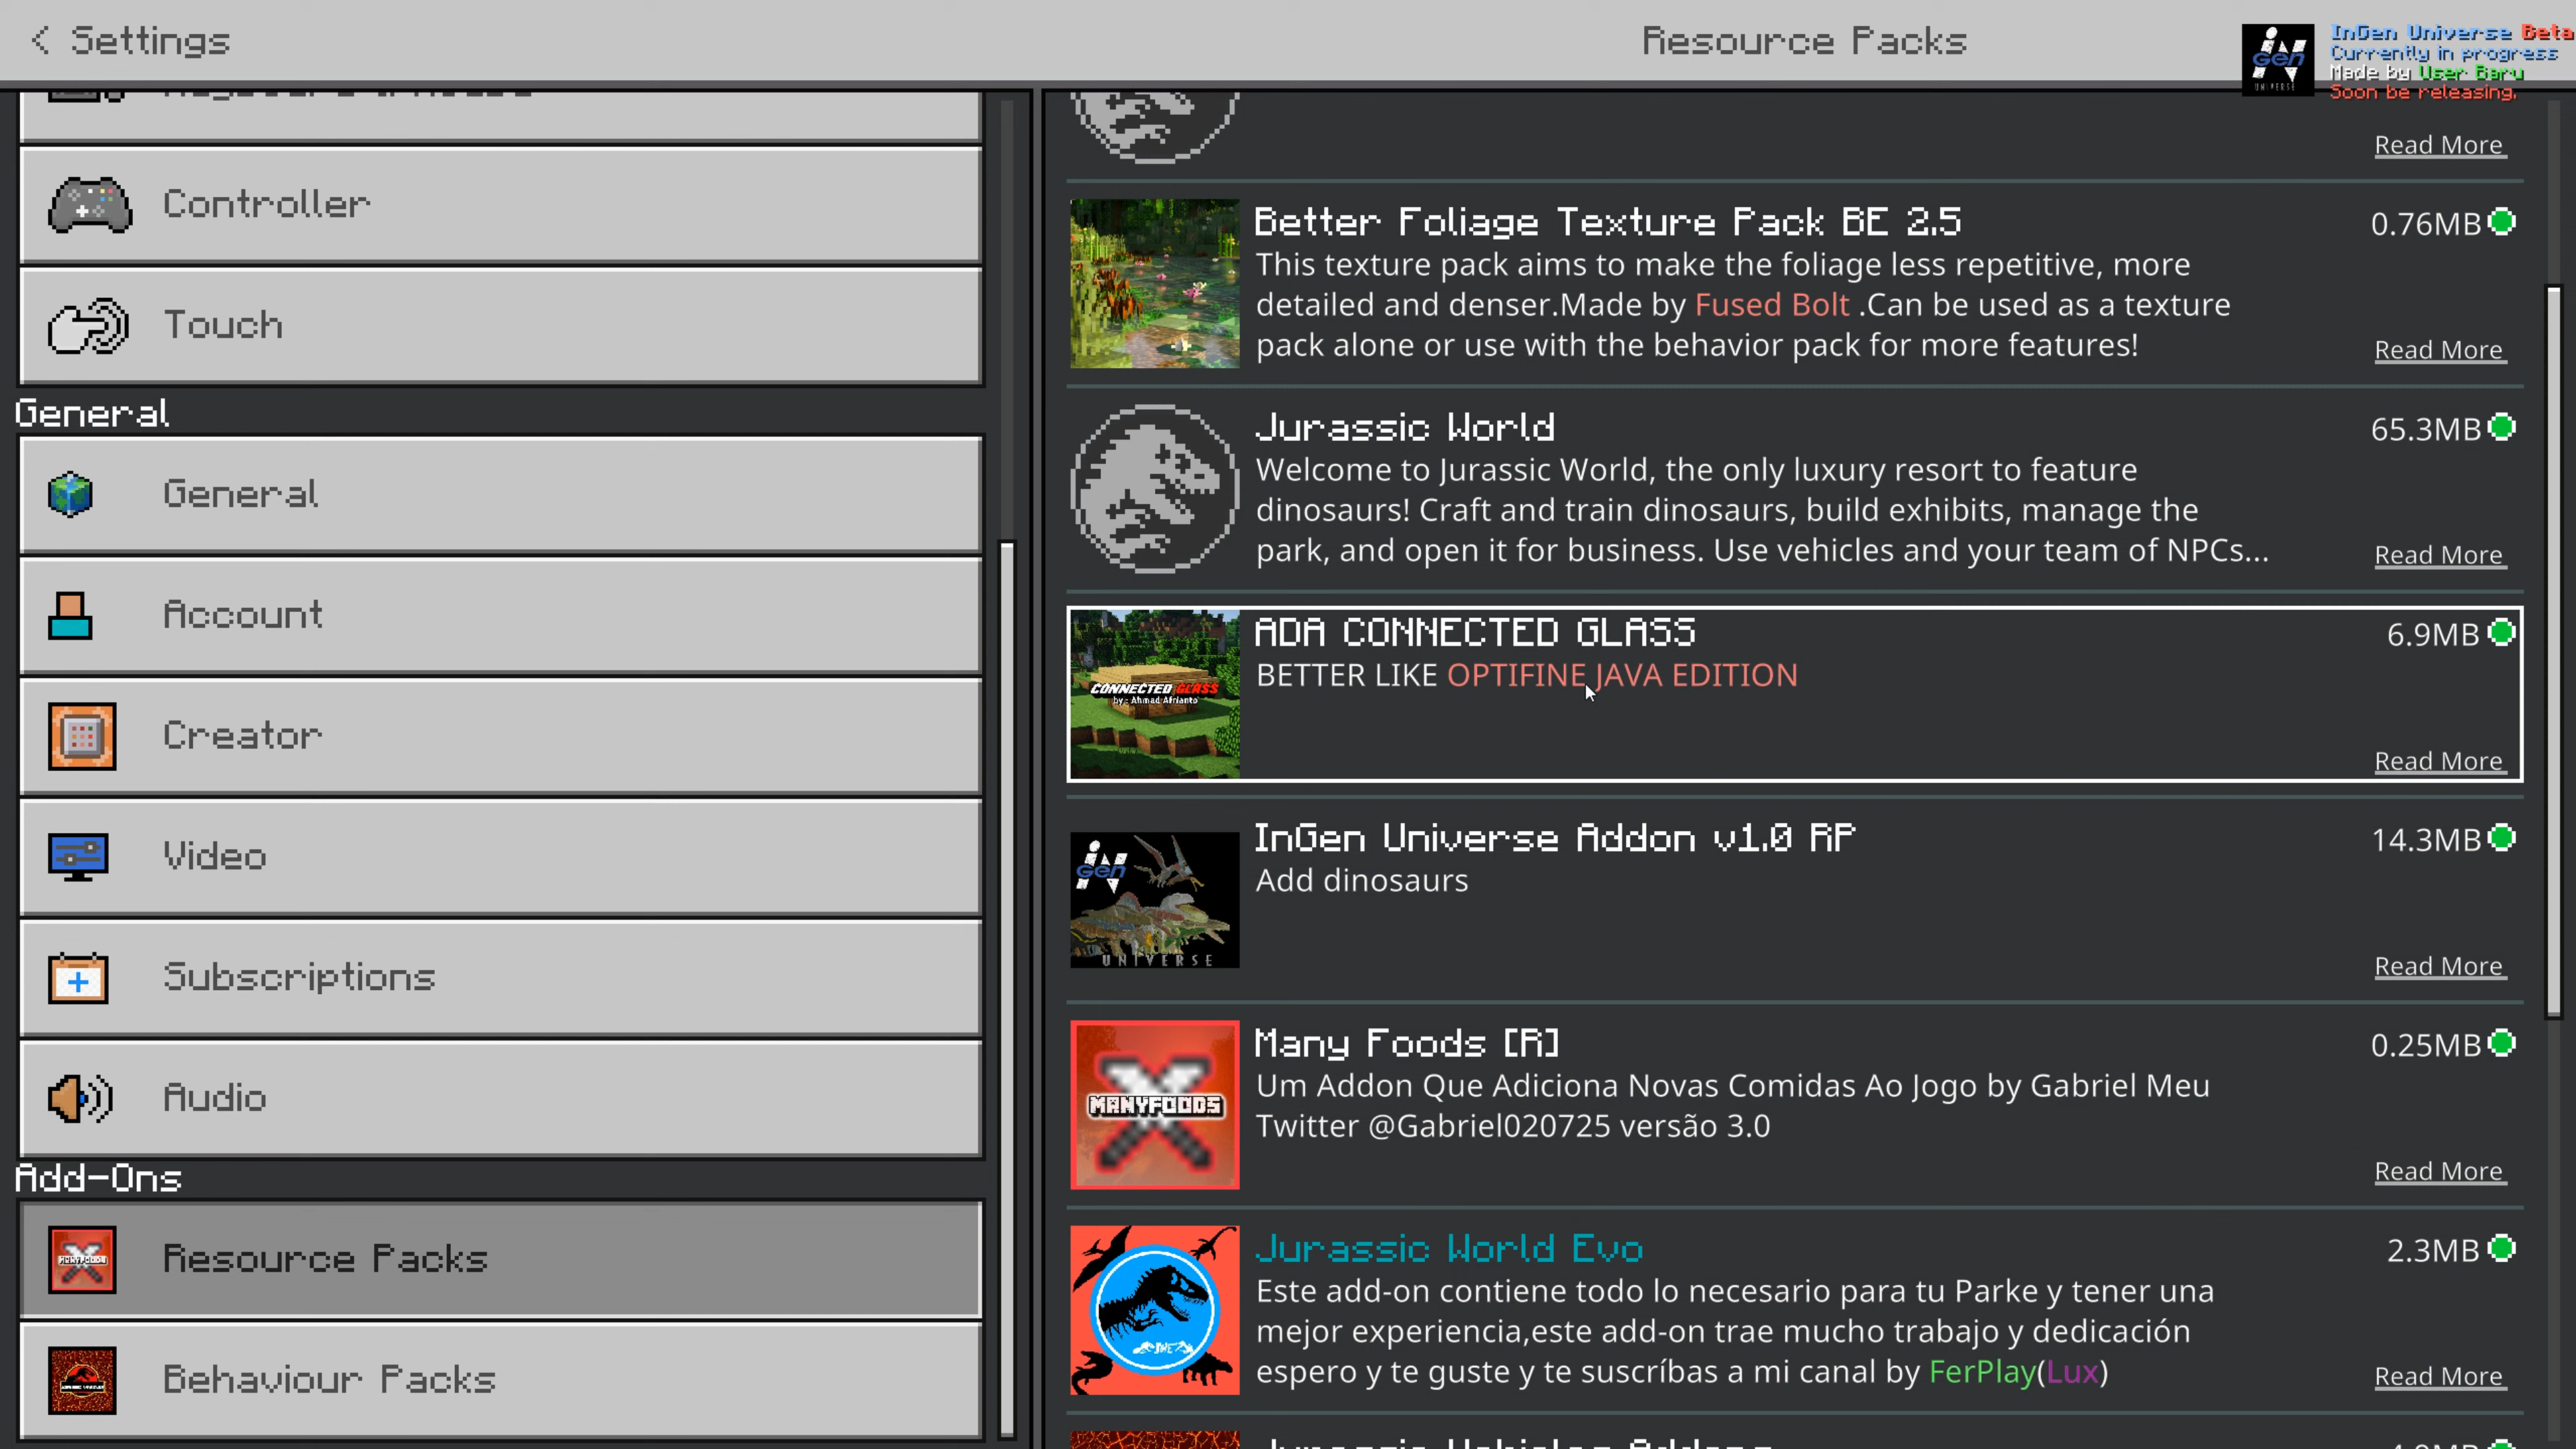 Settings
Resource Packs
InGen Universe Beta
Currently in progress
Made by User Baru
Soon be releasing.
Controller
Touch
General
General
Account
Creator
Video
Subscriptions
Audio
Add-Ons
Resource Packs
Behaviour Packs
Read More
Better Foliage Texture Pack BE 2.5
0.76MB
This texture pack aims to make the foliage less repetitive, more
detailed and denser.Made by Fused Bolt .Can be used as a texture
pack alone or use with the behavior pack for more features!
Read More
Jurassic World
65.3MB
Welcome to Jurassic World, the only luxury resort to feature
dinosaurs! Craft and train dinosaurs, build exhibits, manage the
park, and open it for business. Use vehicles and your team of NPCs...
Read More
CONNECTED GLASS
by : Ahmad Afrianto
ADA CONNECTED GLASS
6.9MB
BETTER LIKE OPTIFINE JAVA EDITION
Read More
InGen Universe Addon v1.0 RP
14.3MB
Add dinosaurs
InGen
UNIVERSE
Read More
MANYFOODS
Many Foods [R]
0.25MB
Um Addon Que Adiciona Novas Comidas Ao Jogo by Gabriel Meu
Twitter @Gabriel020725 versão 3.0
Read More
Jurassic World Evo
2.3MB
Este add-on contiene todo lo necesario para tu Parke y tener una
mejor experiencia,este add-on trae mucho trabajo y dedicación
espero y te guste y te suscríbas a mi canal by FerPlay(Lux)
Read More